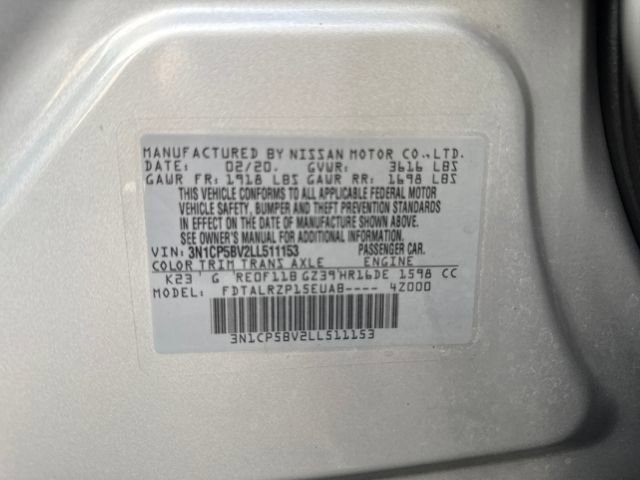 MANUFACTURED BY NISSAN MOTOR CO.,LTD.
DATE: 02/20. GVWR: 3616 LBS
GAWR FR: 1918 LBS GAWR RR: 1698 LBS
THIS VEHICLE CONFORMS TO ALL APPLICABLE FEDERAL MOTOR
VEHICLE SAFETY, BUMPER AND THEFT PREVENTION STANDARDS
IN EFFECT ON THE DATE OF MANUFACTURE SHOWN ABOVE.
SEE OWNER'S MANUAL FOR ADDITIONAL INFORMATION
VIN: 3N1CP5BV2LL511153 PASSENGER CAR.
COLOR TRIM TRANS AXLE ENGINE
K23 G RE0F11B GZ39 HR16DE 1598 CC
MODEL: FDTALRZP15EUAB---- 4Z000
3N1CP5BV2LL511153